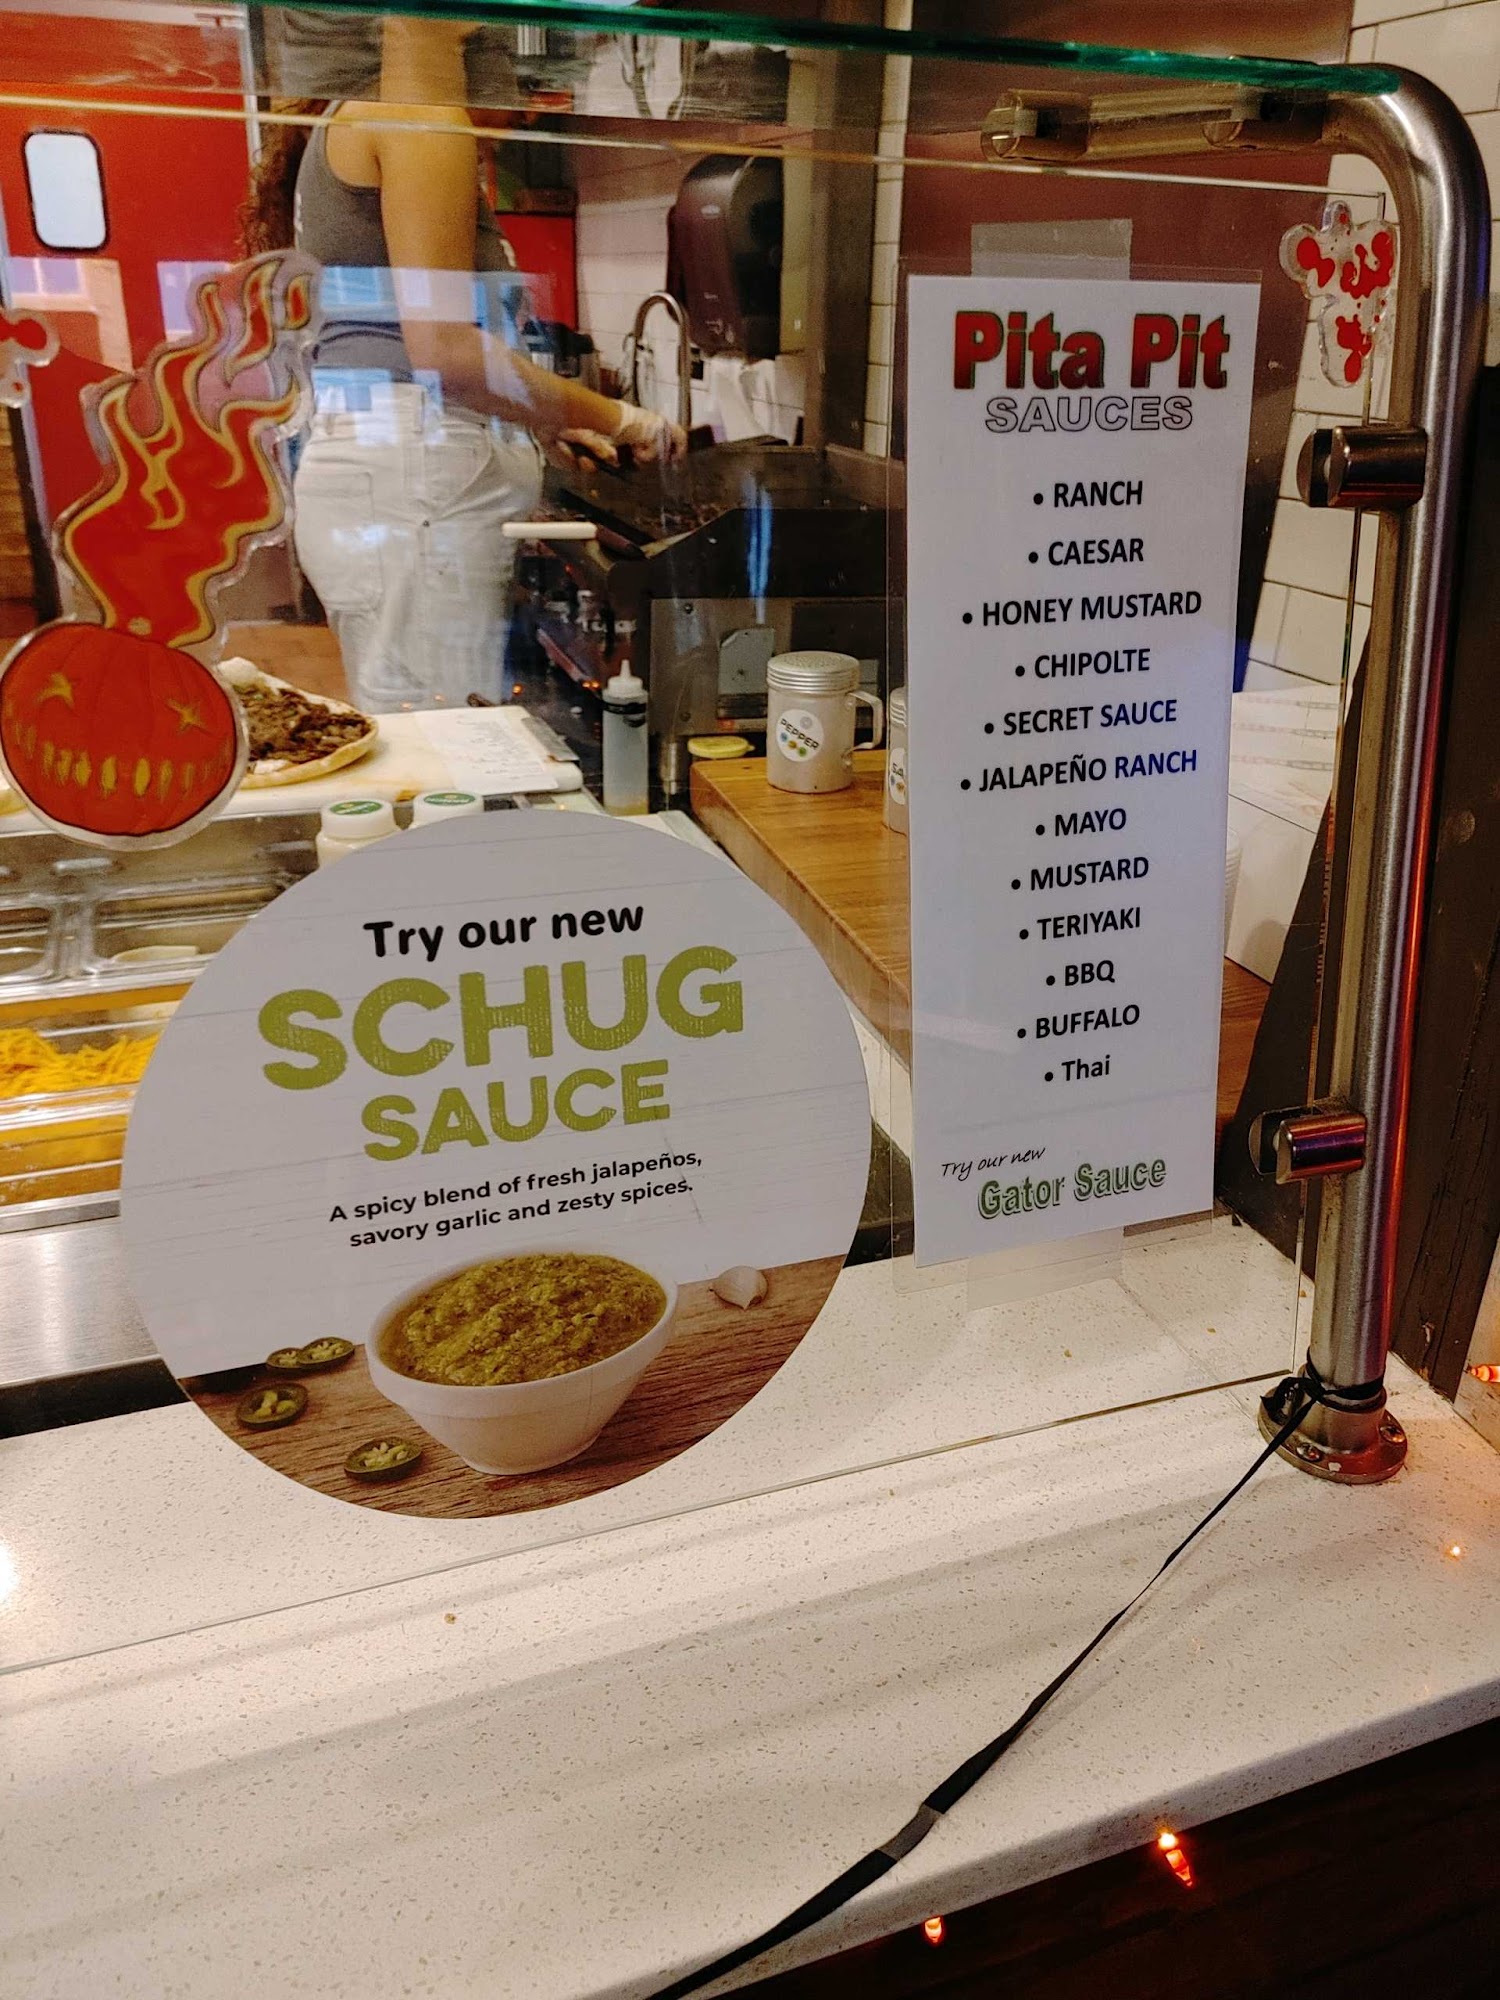 Try our new
SCHUG
SAUCE
A spicy blend of fresh jalapeños,
savory garlic and zesty spices.
Pita Pit
SAUCES
• RANCH
• CAESAR
• HONEY MUSTARD
• CHIPOLTE
• SECRET SAUCE
• JALAPEÑO RANCH
• MAYO
• MUSTARD
• TERIYAKI
• BBQ
• BUFFALO
• Thai
Try our new
Gator Sauce
PEPPER